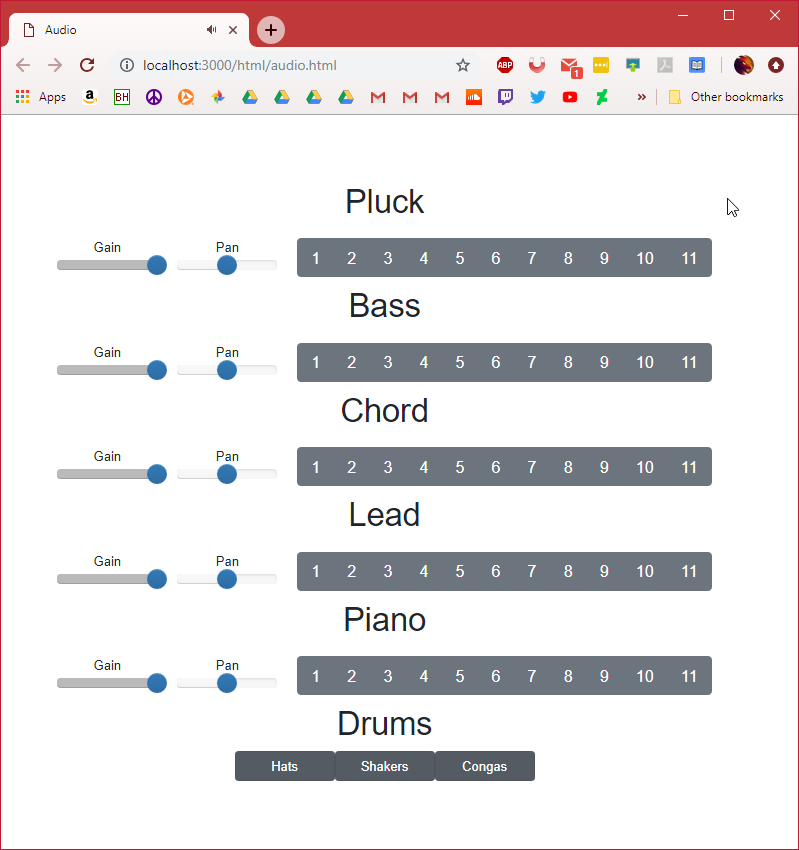 Audio
localhost:3000/html/audio.html
ABP
1
Apps
a
BH
Other bookmarks
Pluck
Gain Pan 1 2 3 4 5 6 7 8 9 10 11
Bass
Gain Pan 1 2 3 4 5 6 7 8 9 10 11
Chord
Gain Pan 1 2 3 4 5 6 7 8 9 10 11
Lead
Gain Pan 1 2 3 4 5 6 7 8 9 10 11
Piano
Gain Pan 1 2 3 4 5 6 7 8 9 10 11
Drums
Hats Shakers Congas